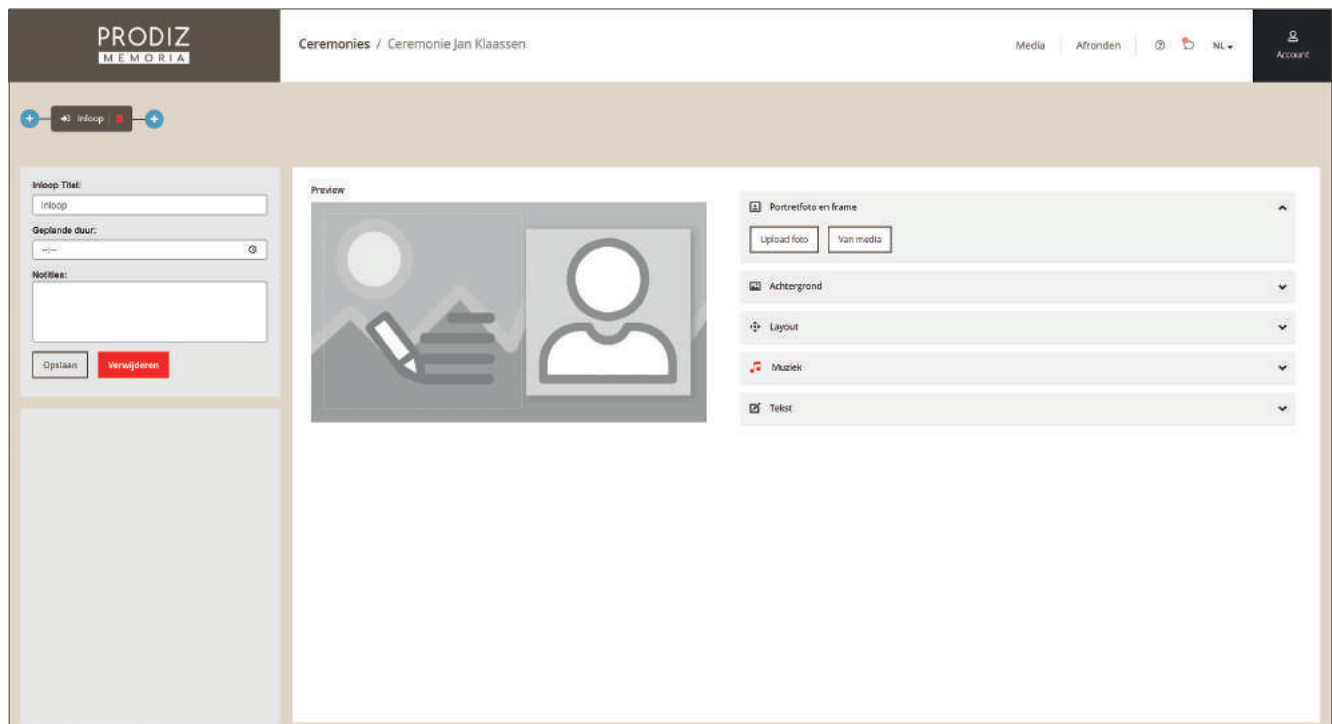 PRODIZ
MEMORIA
Ceremonies / Ceremonie Jan Klaassen
Media
Afronden
NL
Account
Inloop
Inloop Titel:
Inloop
Geplande duur:
--:--
Notities:
Opslaan
Verwijderen
Preview
Portretfoto en frame
Upload foto
Van media
Achtergrond
Layout
Muziek
Tekst